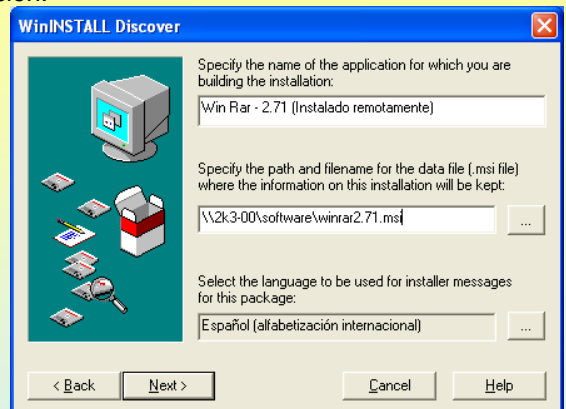 WinINSTALL Discover
Specify the name of the application for which you are
building the installation:
Win Rar - 2.71 (Instalado remotamente)
Specify the path and filename for the data file (.msi file)
where the information on this installation will be kept:
\\2k3-00\software\winrar2.71.msi
...
Select the language to be used for installer messages
for this package:
Español (alfabetización internacional)
...
< Back Next > Cancel Help